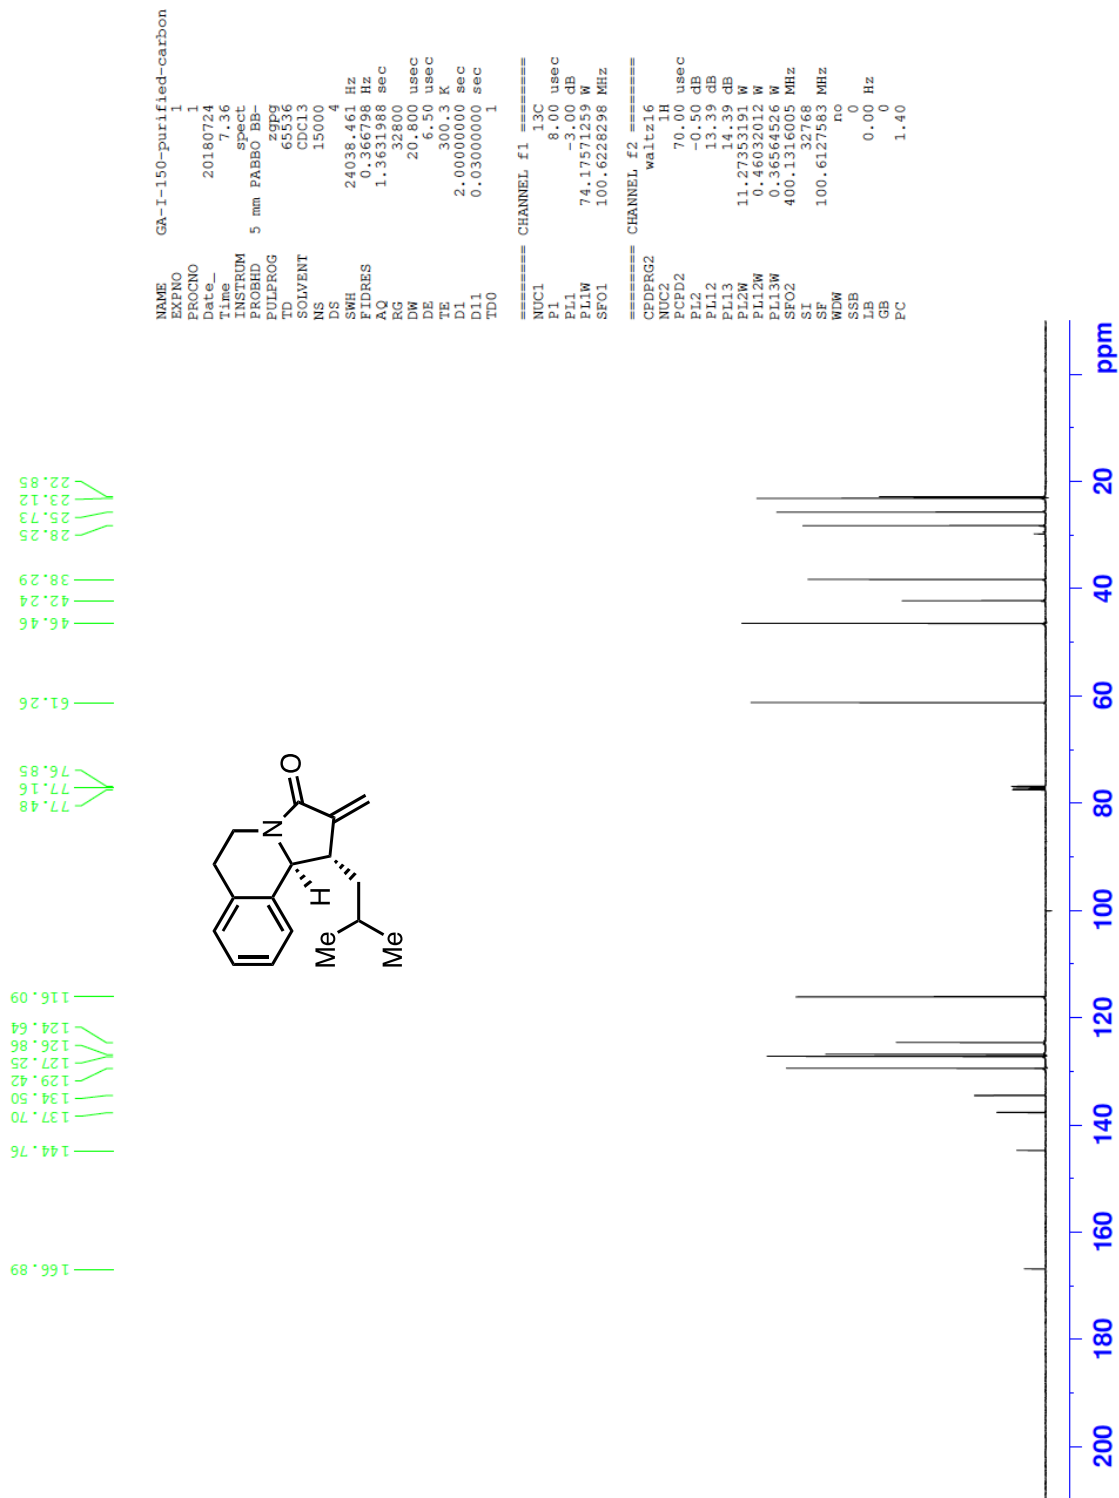 NAME GA-I-150-purified-carbon
EXPNO 1
PROCNO 1
Date_ 20180724
Time 7.36
INSTRUM spect
PROBHD 5 mm PABBO BB-
PULPROG zgpg
TD 65536
SOLVENT CDCl3
NS 15000
DS 4
SWH 24038.461 Hz
FIDRES 0.366798 Hz
AQ 1.3631988 sec
RG 32800
DW 20.800 usec
DE 6.50 usec
TE 300.3 K
D1 2.00000000 sec
D11 0.03000000 sec
TD0 1
======== CHANNEL f1 ========
NUC1 13C
P1 8.00 usec
PL1 -3.00 dB
PL1W 74.17571259 W
SFO1 100.6228298 MHz
======== CHANNEL f2 ========
CPDPRG2 waltz16
NUC2 1H
PCPD2 70.00 usec
PL2 -0.50 dB
PL12 13.39 dB
PL13 14.39 dB
PL2W 11.27353191 W
PL12W 0.46032012 W
PL13W 0.36564526 W
SFO2 400.1316005 MHz
SI 32768
SF 100.6127583 MHz
WDW no
SSB 0
LB 0.00 Hz
GB 0
PC 1.40
166.89
144.76
137.70
134.50
129.42
127.25
126.86
124.64
116.09
77.48
77.16
76.85
61.26
46.46
42.24
38.29
28.25
25.73
23.12
22.85
N
O
H
Me
Me
200 180 160 140 120 100 80 60 40 20 ppm